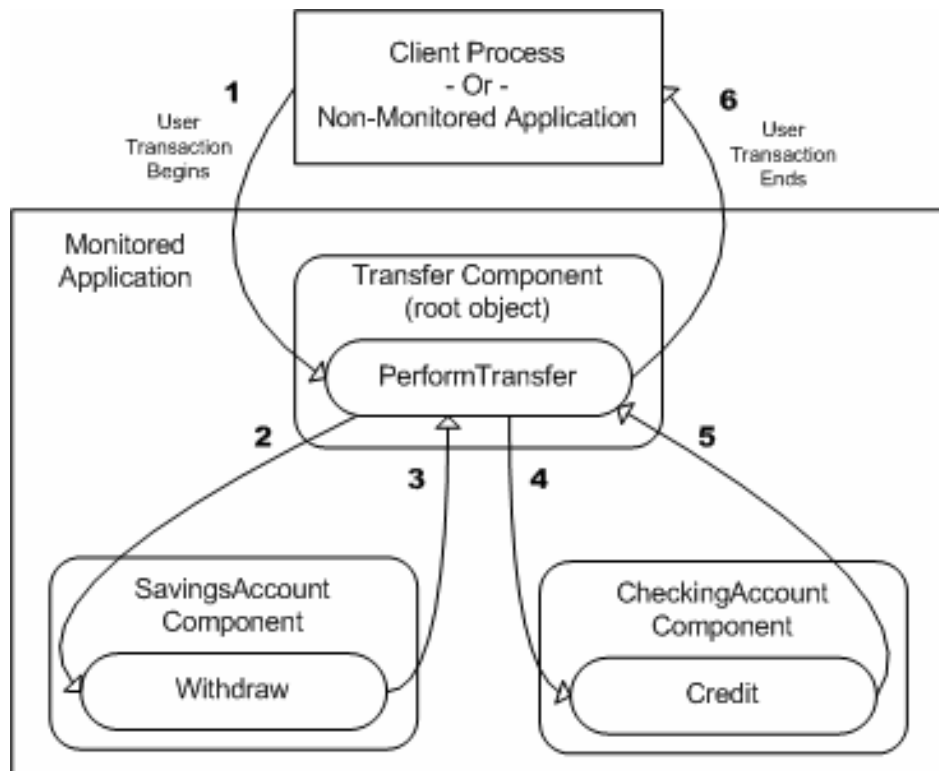 Client Process
- Or -
Non-Monitored Application
1
User
Transaction
Begins
6
User
Transaction
Ends
Monitored
Application
Transfer Component
(root object)
PerformTransfer
2
3
4
5
SavingsAccount
Component
Withdraw
CheckingAccount
Component
Credit